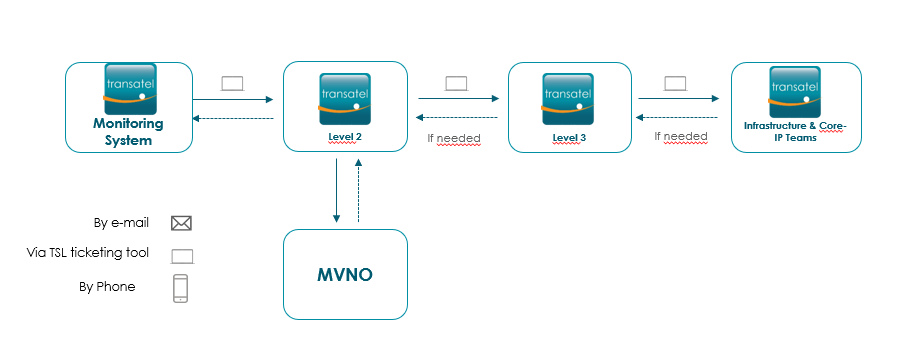 transatel
Monitoring
System
transatel
Level 2
If needed
transatel
Level 3
If needed
transatel
Infrastructure & Core-
IP Teams
By e-mail
Via TSL ticketing tool
By Phone
MVNO